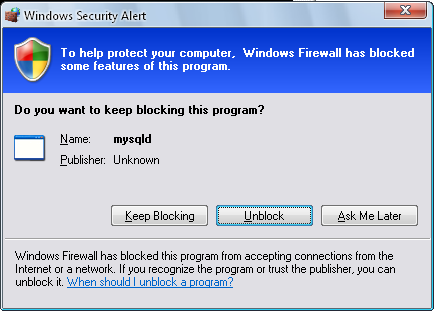 Windows Security Alert
To help protect your computer, Windows Firewall has blocked
some features of this program.
Do you want to keep blocking this program?
Name: mysqld
Publisher: Unknown
Keep Blocking Unblock Ask Me Later
Windows Firewall has blocked this program from accepting connections from the
Internet or a network. If you recognize the program or trust the publisher, you can
unblock it. When should I unblock a program?